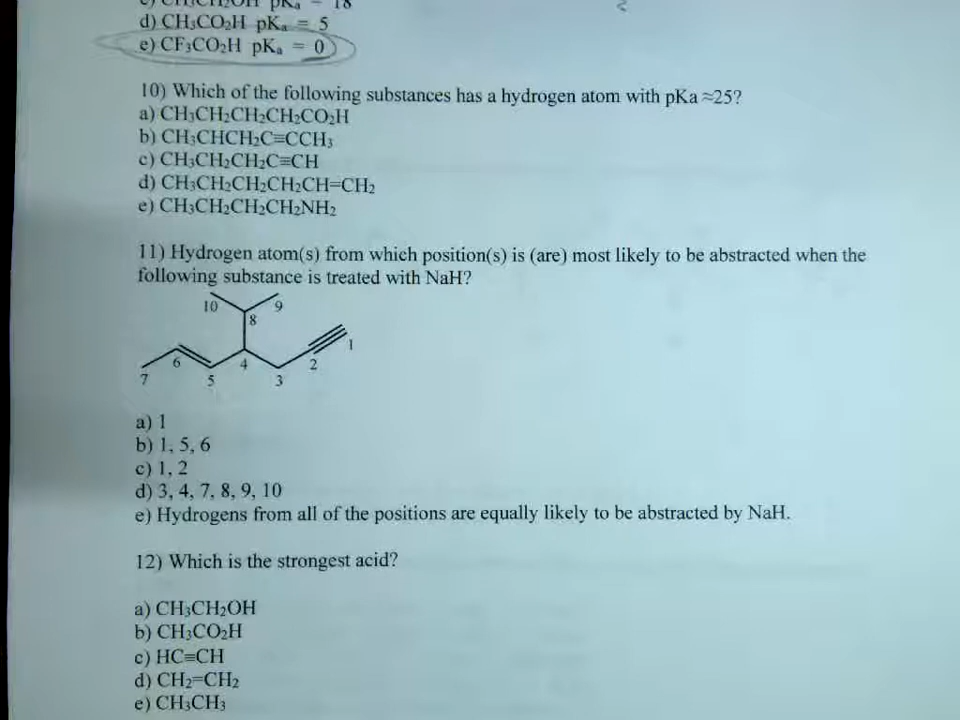 pKₐ = 18
d) CH₃CO₂H pKₐ = 5
e) CF₃CO₂H pKₐ = 0
10) Which of the following substances has a hydrogen atom with pKa ≈25?
a) CH₃CH₂CH₂CH₂CO₂H
b) CH₃CHCH₂C≡CCH₃
c) CH₃CH₂CH₂C≡CH
d) CH₃CH₂CH₂CH₂CH=CH₂
e) CH₃CH₂CH₂CH₂NH₂
11) Hydrogen atom(s) from which position(s) is (are) most likely to be abstracted when the
following substance is treated with NaH?
10 9
8
1
6 4 2
7 5 3
a) 1
b) 1, 5, 6
c) 1, 2
d) 3, 4, 7, 8, 9, 10
e) Hydrogens from all of the positions are equally likely to be abstracted by NaH.
12) Which is the strongest acid?
a) CH₃CH₂OH
b) CH₃CO₂H
c) HC≡CH
d) CH₂=CH₂
e) CH₃CH₃